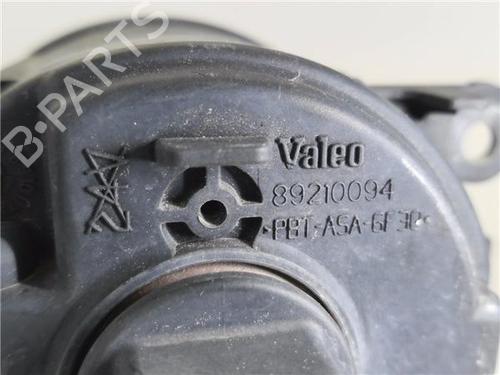 B-PARTS
Valeo
89210094
>PBT-ASA-GF30<